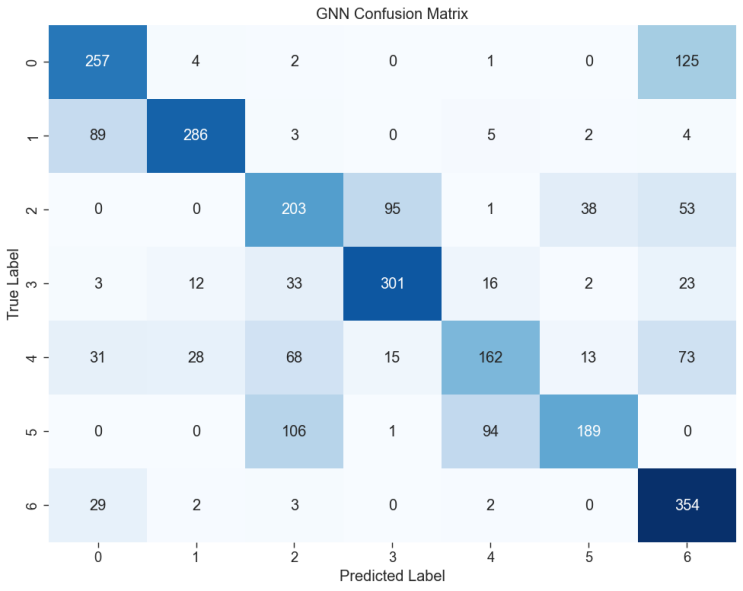 GNN Confusion Matrix
0 257 4 2 0 1 0 125
1 89 286 3 0 5 2 4
2 0 0 203 95 1 38 53
3 3 12 33 301 16 2 23
4 31 28 68 15 162 13 73
5 0 0 106 1 94 189 0
6 29 2 3 0 2 0 354
True Label
0 1 2 3 4 5 6
Predicted Label